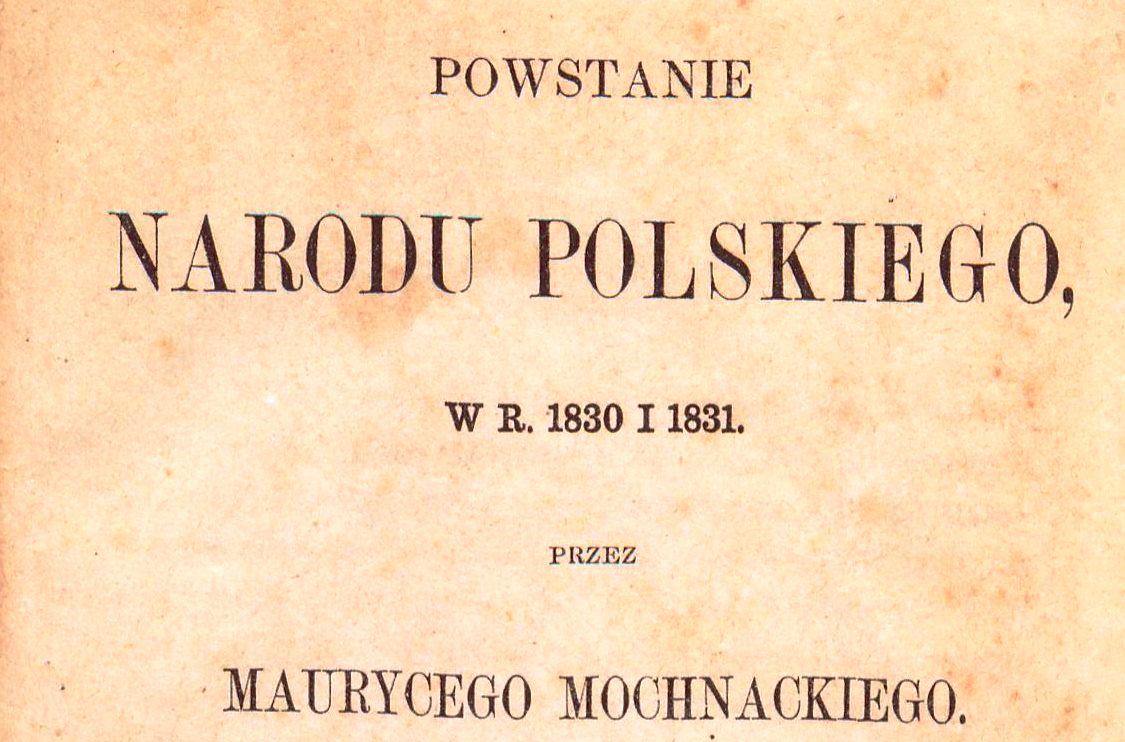 POWSTANIE
NARODU POLSKIEGO,
W R. 1830 I 1831.
PRZEZ
MAURYCEGO MOCHNACKIEGO.